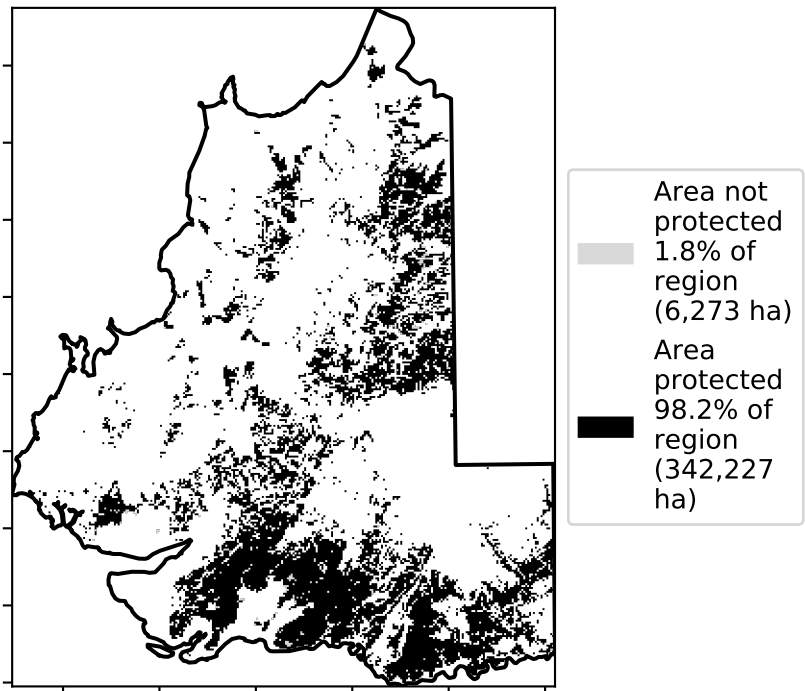 Area not
protected
1.8% of
region
(6,273 ha)
Area
protected
98.2% of
region
(342,227
ha)